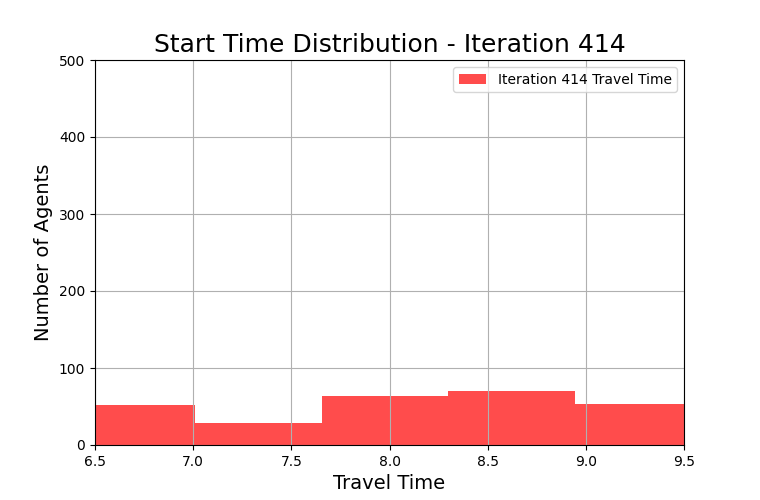 Start Time Distribution - Iteration 414
500
Iteration 414 Travel Time
400
300
200
100
0
Number of Agents
6.5 7.0 7.5 8.0 8.5 9.0 9.5
Travel Time